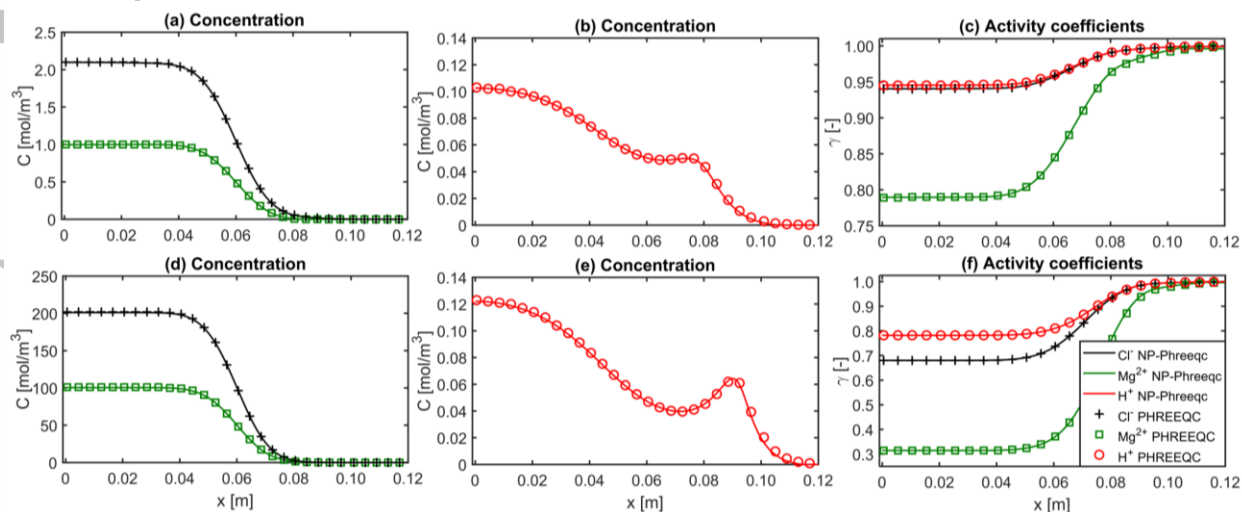 (a) Concentration
(b) Concentration
(c) Activity coefficients
2.5
2.0
1.5
1.0
0.5
0
C [mol/m³]
0 0.02 0.04 0.06 0.08 0.10 0.12
0.14
0.12
0.10
0.08
0.06
0.04
0.02
0
C [mol/m³]
0 0.02 0.04 0.06 0.08 0.10 0.12
1.00
0.95
0.90
0.85
0.80
0.75
γ [-]
0 0.02 0.04 0.06 0.08 0.10 0.12
(d) Concentration
(e) Concentration
(f) Activity coefficients
250
200
150
100
50
0
C [mol/m³]
0 0.02 0.04 0.06 0.08 0.10 0.12
x [m]
0.14
0.12
0.10
0.08
0.06
0.04
0.02
0
C [mol/m³]
0 0.02 0.04 0.06 0.08 0.10 0.12
x [m]
1.0
0.9
0.8
0.7
0.6
0.5
0.4
0.3
γ [-]
0 0.02 0.04 0.06 0.08 0.10 0.12
x [m]
Cl⁻ NP-Phreeqc
Mg²⁺ NP-Phreeqc
H⁺ NP-Phreeqc
Cl⁻ PHREEQC
Mg²⁺ PHREEQC
H⁺ PHREEQC